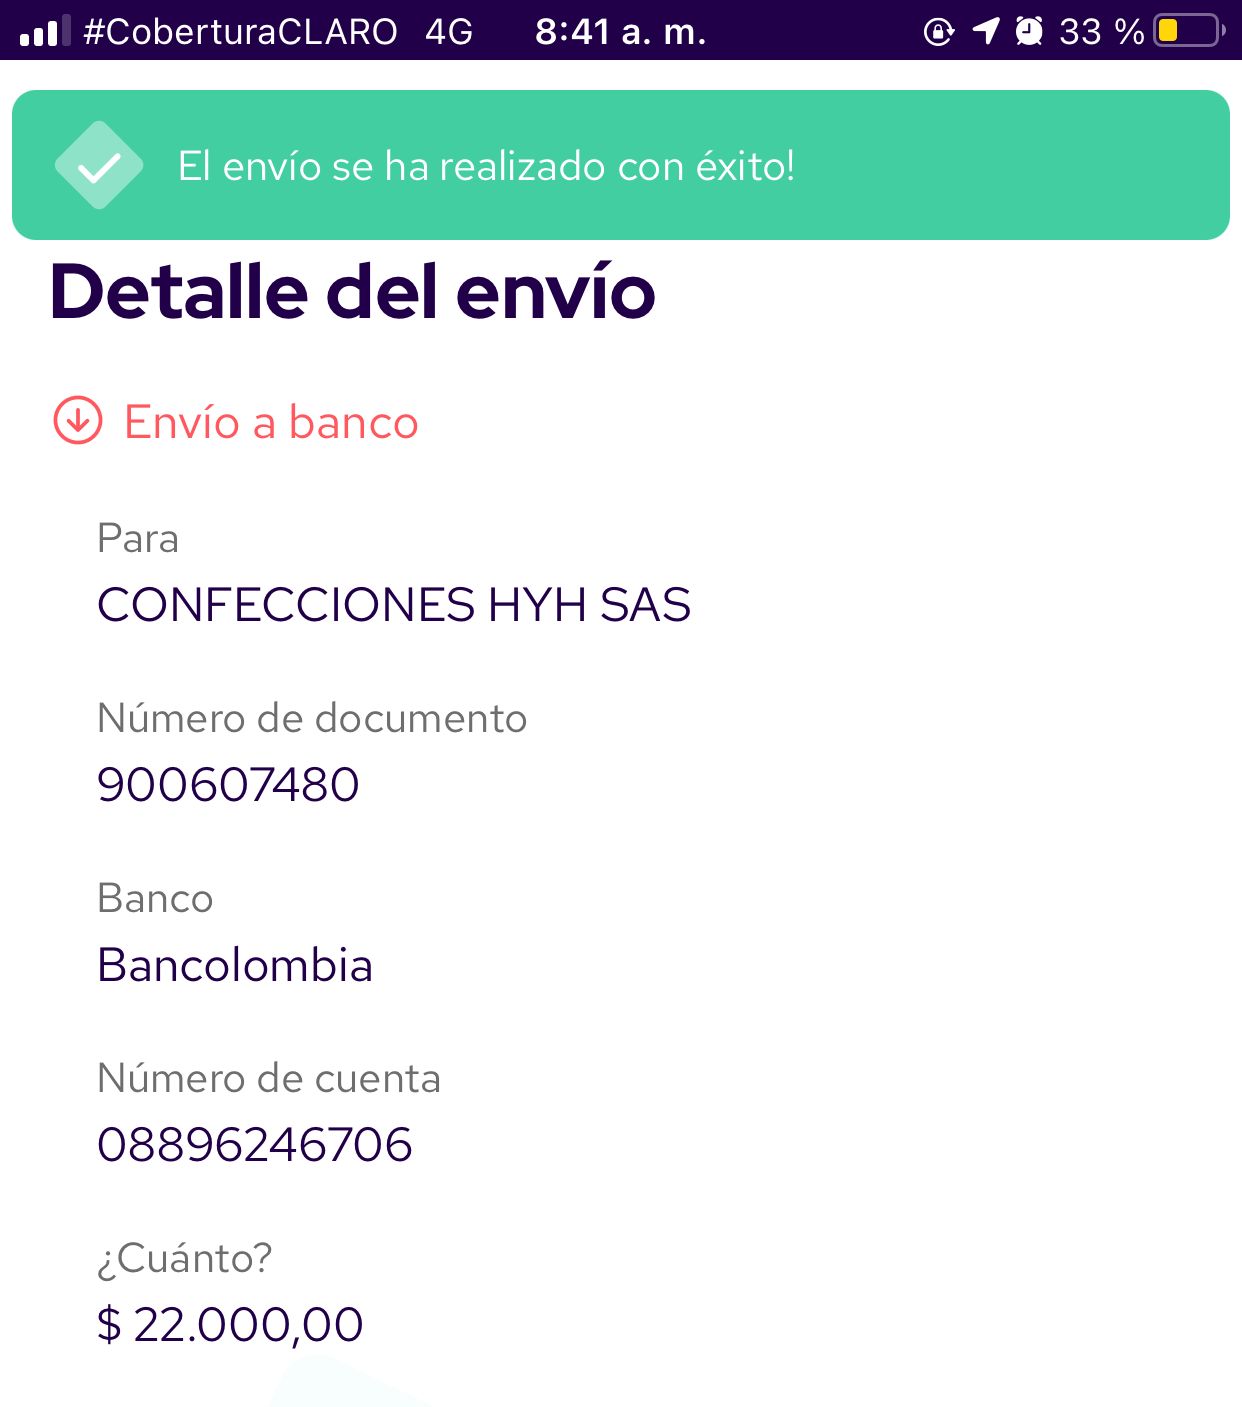 #CoberturaCLARO 4G 8:41 a. m. 33 %
El envío se ha realizado con éxito!
Detalle del envío
Envío a banco
Para
CONFECCIONES HYH SAS
Número de documento
900607480
Banco
Bancolombia
Número de cuenta
08896246706
¿Cuánto?
$ 22.000,00